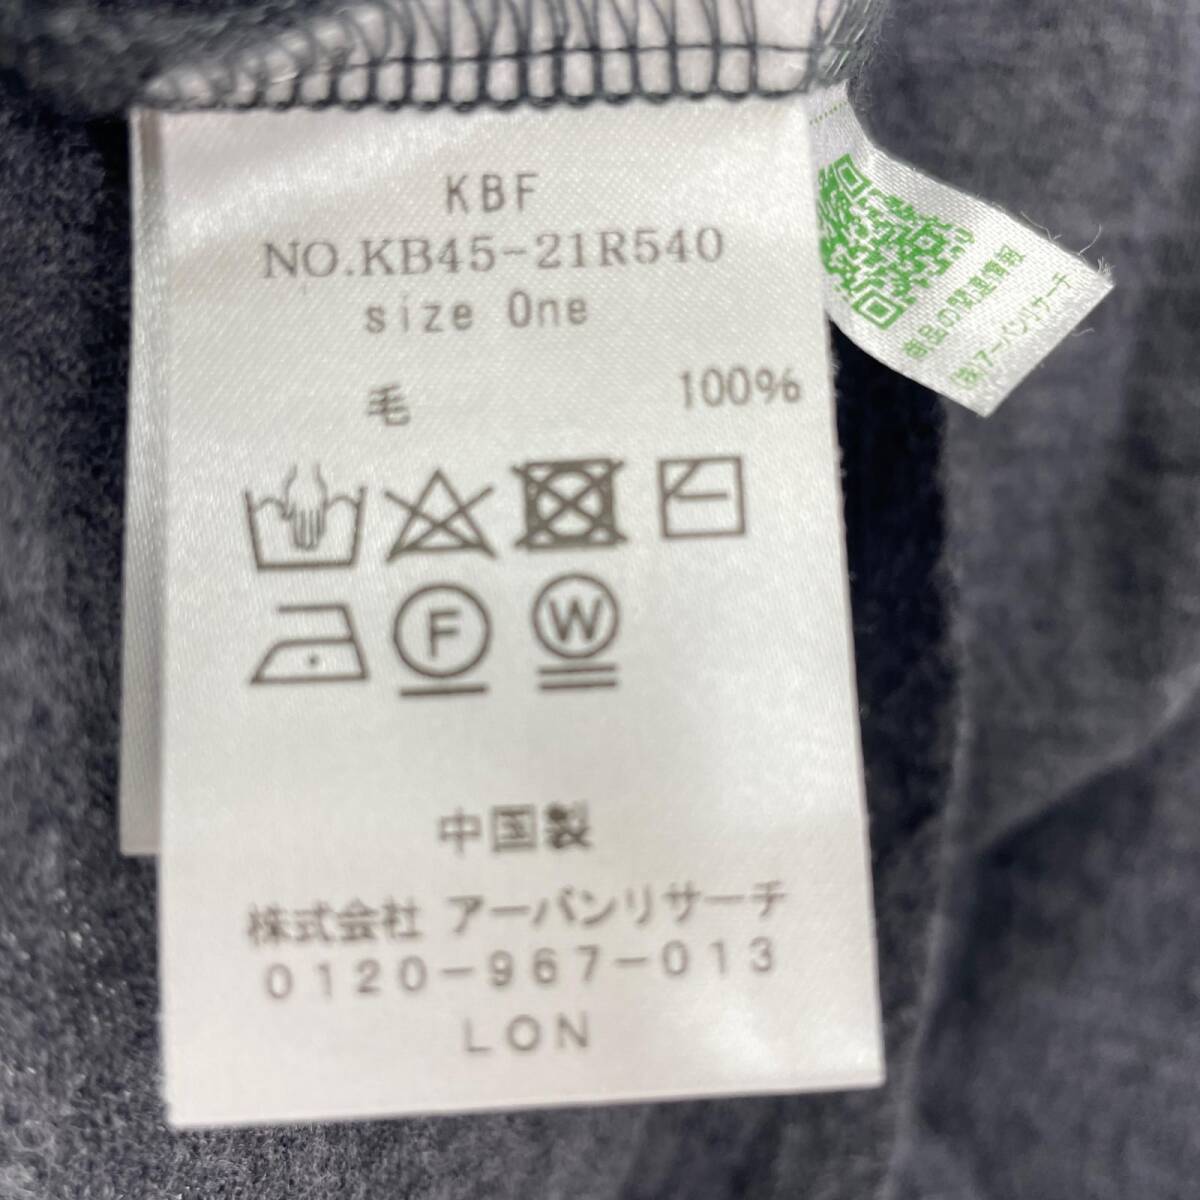 KBF
NO.KB45-21R540
size One
毛 100%
F W
中国製
株式会社 アーバンリサーチ
0120-967-013
LON
商品の関連情報
(株)アーバンリサーチ